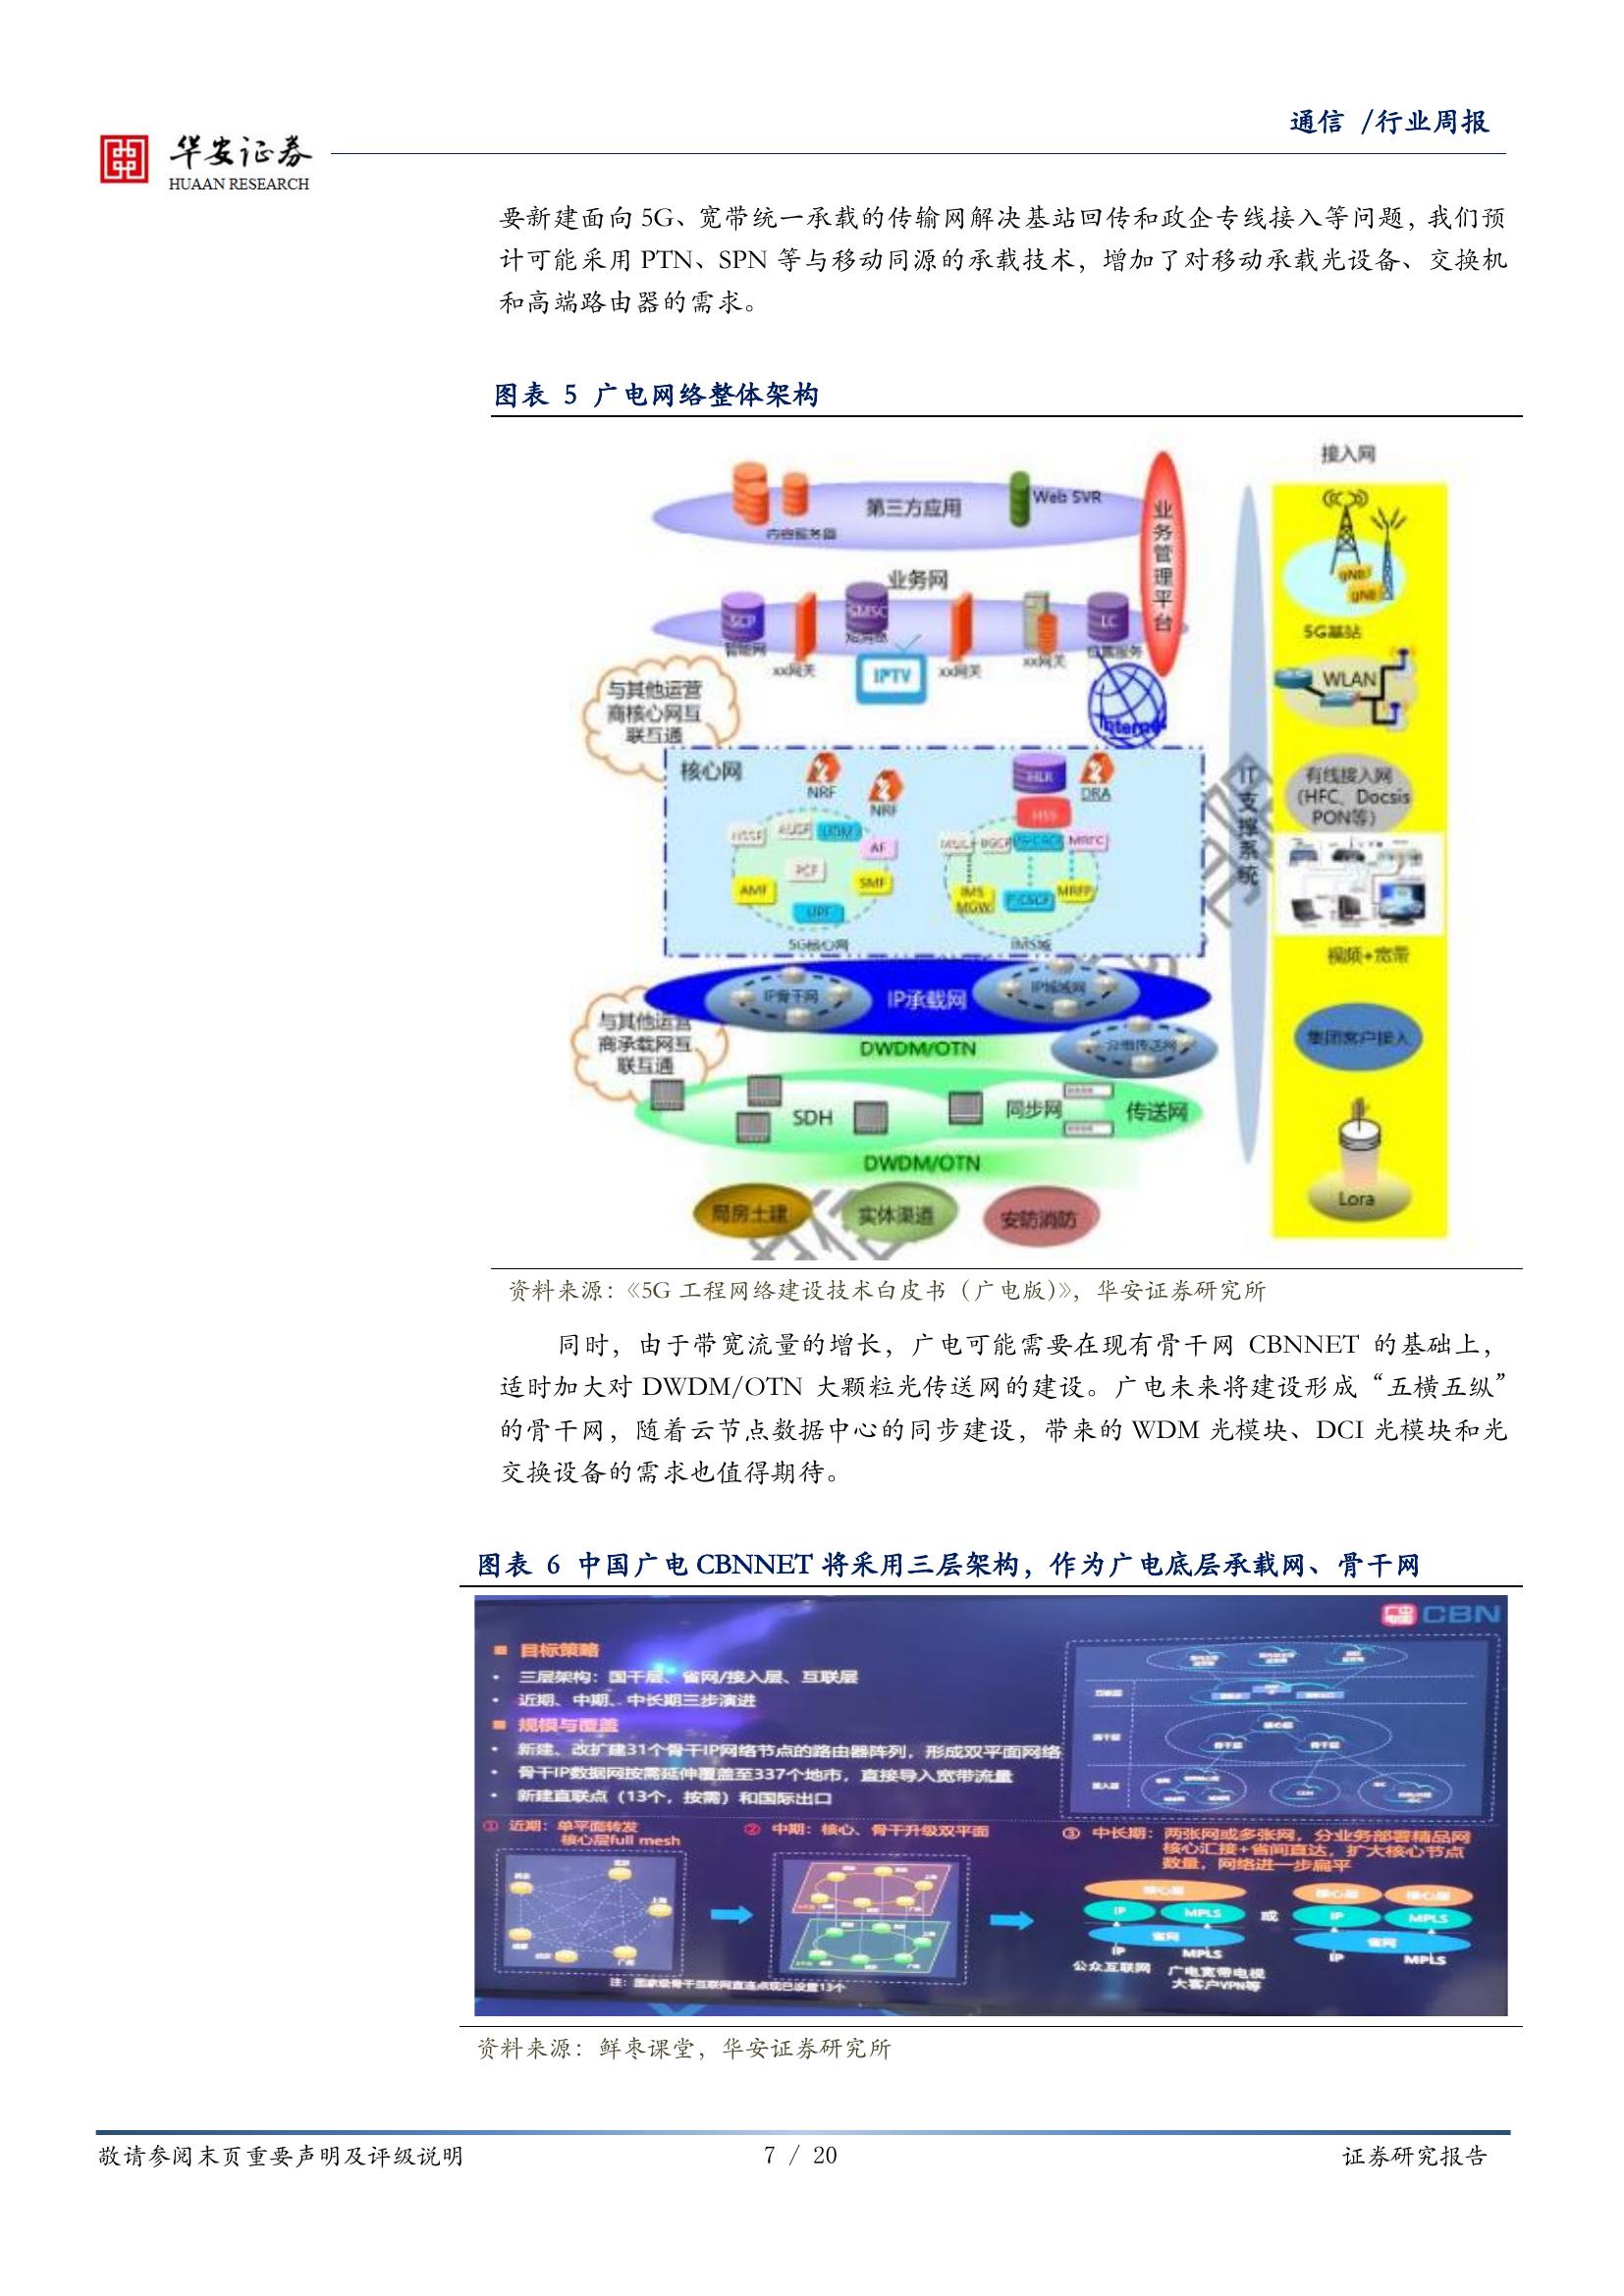 通信 /行业周报
华安证券
HUAAN RESEARCH
要新建面向 5G、宽带统一承载的传输网解决基站回传和政企专线接入等问题，我们预
计可能采用 PTN、SPN 等与移动同源的承载技术，增加了对移动承载光设备、交换机
和高端路由器的需求。
图表 5 广电网络整体架构
接入网
第三方应用
Web SVR
内容服务器
业务管理平台
业务网
SCP
SMSC
LC
智能网
xx网关
IPTV
xx网关
xx网关
位置服务
Internet
与其他运营
商核心网互
联互通
核心网
NRF
NRF
HLR
DRA
HSS
NSSF
AUSF
UDM
AF
PCF
AMF
SMF
UPF
5G核心网
BGCF
MRFC
IMS
MGW
P-CSCF
MRFP
IMS域
IP骨干网
IP承载网
IP城域网
与其他运营
商承载网互
联互通
DWDM/OTN
分组传送网
SDH
同步网
传送网
DWDM/OTN
局房土建
实体渠道
安防消防
IT支撑系统
gNB
gNB
5G基站
WLAN
有线接入网
(HFC、Docsis
PON等)
视频+宽带
集团客户接入
Lora
资料来源：《5G 工程网络建设技术白皮书（广电版）》，华安证券研究所
同时，由于带宽流量的增长，广电可能需要在现有骨干网 CBNNET 的基础上，
适时加大对 DWDM/OTN 大颗粒光传送网的建设。广电未来将建设形成“五横五纵”
的骨干网，随着云节点数据中心的同步建设，带来的 WDM 光模块、DCI 光模块和光
交换设备的需求也值得期待。
图表 6 中国广电 CBNNET 将采用三层架构，作为广电底层承载网、骨干网
CBN
■ 目标策略
• 三层架构：国干层、省网/接入层、互联层
• 近期、中期、中长期三步演进
■ 规模与覆盖
• 新建、改扩建31个骨干IP网络节点的路由器阵列，形成双平面网络
• 骨干IP数据网按需延伸覆盖至337个地市，直接导入宽带流量
• 新建直联点（13个，按需）和国际出口
互联层
国干层
接入层
核心层
骨干层
骨干层
① 近期：单平面转发
核心层full mesh
② 中期：核心、骨干升级双平面
③ 中长期：两张网或多张网，分业务部署精品网
核心汇接+省间直达，扩大核心节点
数量，网络进一步扁平
核心层
IP
MPLS
省网
IP
MPLS
公众互联网
广电宽带电视
大客户VPN等
或
核心层
核心层
IP
MPLS
省网
IP
MPLS
注：国家级骨干互联网直连点现已设置13个
资料来源：鲜枣课堂，华安证券研究所
敬请参阅末页重要声明及评级说明
7 / 20
证券研究报告